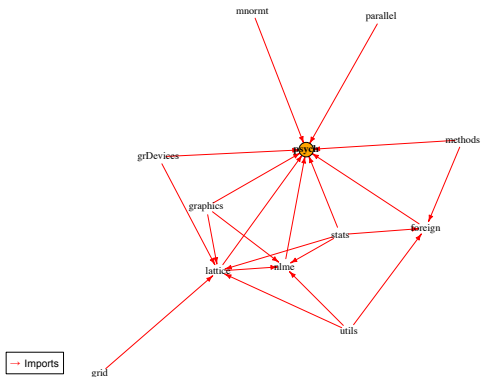 mnormt
parallel
psych
methods
grDevices
graphics
foreign
stats
lattice
nlme
utils
grid
→ Imports